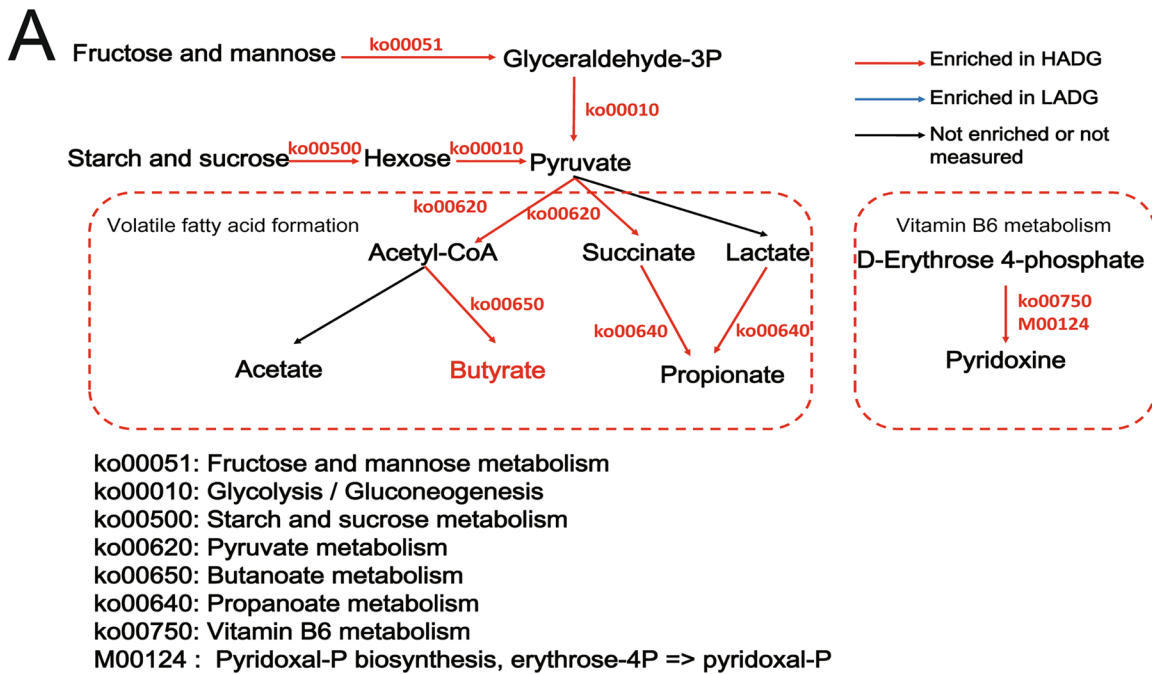 A
Fructose and mannose
ko00051
Glyceraldehyde-3P
Enriched in HADG
Enriched in LADG
Not enriched or not
measured
ko00010
Starch and sucrose
ko00500
Hexose
ko00010
Pyruvate
Volatile fatty acid formation
ko00620
ko00620
Acetyl-CoA
Succinate
Lactate
ko00650
ko00640
ko00640
Acetate
Butyrate
Propionate
Vitamin B6 metabolism
D-Erythrose 4-phosphate
ko00750
M00124
Pyridoxine
ko00051: Fructose and mannose metabolism
ko00010: Glycolysis / Gluconeogenesis
ko00500: Starch and sucrose metabolism
ko00620: Pyruvate metabolism
ko00650: Butanoate metabolism
ko00640: Propanoate metabolism
ko00750: Vitamin B6 metabolism
M00124 : Pyridoxal-P biosynthesis, erythrose-4P => pyridoxal-P